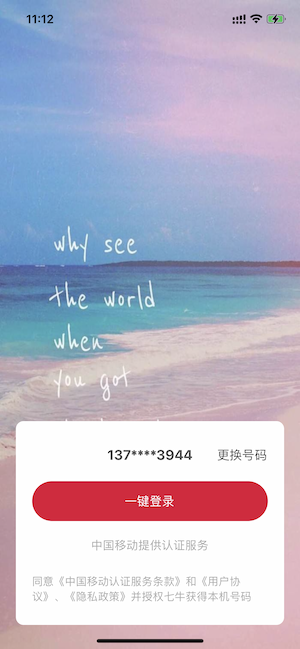 11:12
why see
the world
when
you got
137****3944
更换号码
一键登录
中国移动提供认证服务
同意《中国移动认证服务条款》和《用户协
议》、《隐私政策》并授权七牛获得本机号码